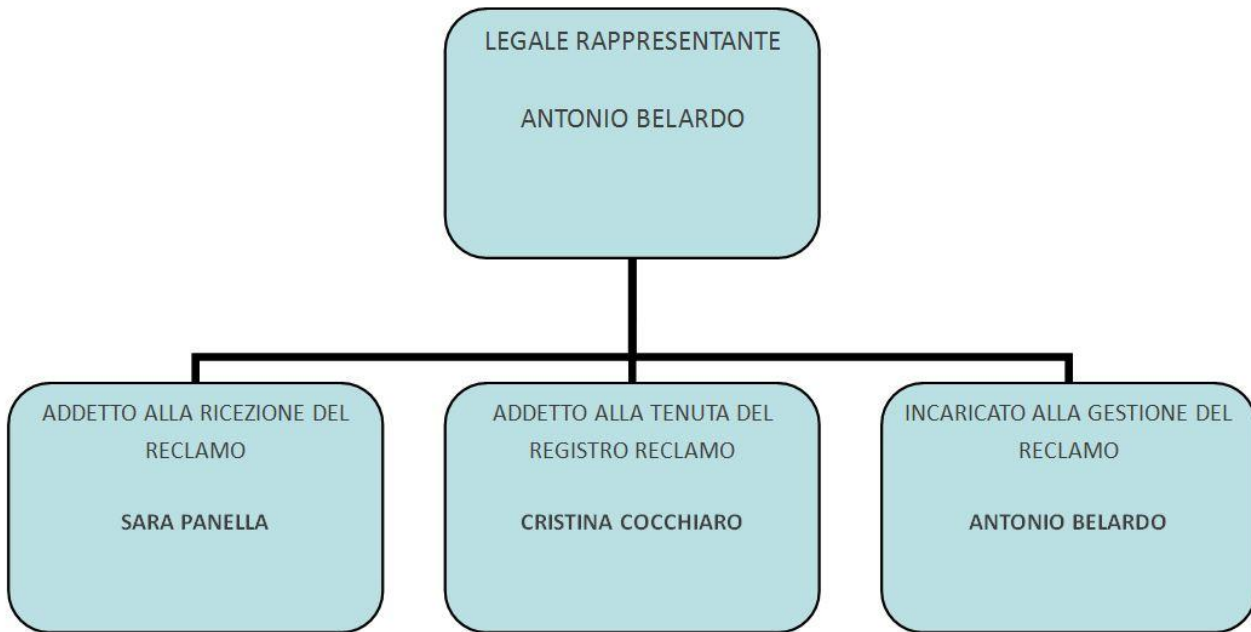 LEGALE RAPPRESENTANTE
ANTONIO BELARDO
ADDETTO ALLA RICEZIONE DEL
RECLAMO
SARA PANELLA
ADDETTO ALLA TENUTA DEL
REGISTRO RECLAMO
CRISTINA COCCHIARO
INCARICATO ALLA GESTIONE DEL
RECLAMO
ANTONIO BELARDO